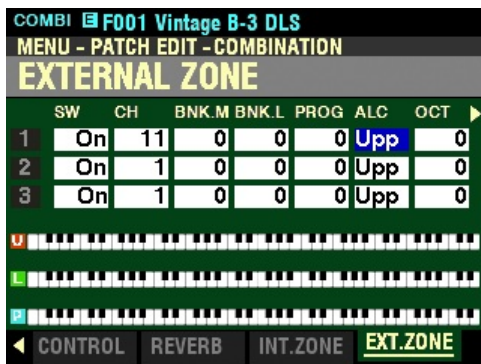 COMBI E F001 Vintage B-3 DLS
MENU - PATCH EDIT - COMBINATION
EXTERNAL ZONE
SW CH BNK.M BNK.L PROG ALC OCT
1 On 11 0 0 0 Upp 0
2 On 1 0 0 0 Upp 0
3 On 1 0 0 0 Upp 0
U
L
P
CONTROL REVERB INT.ZONE EXT.ZONE